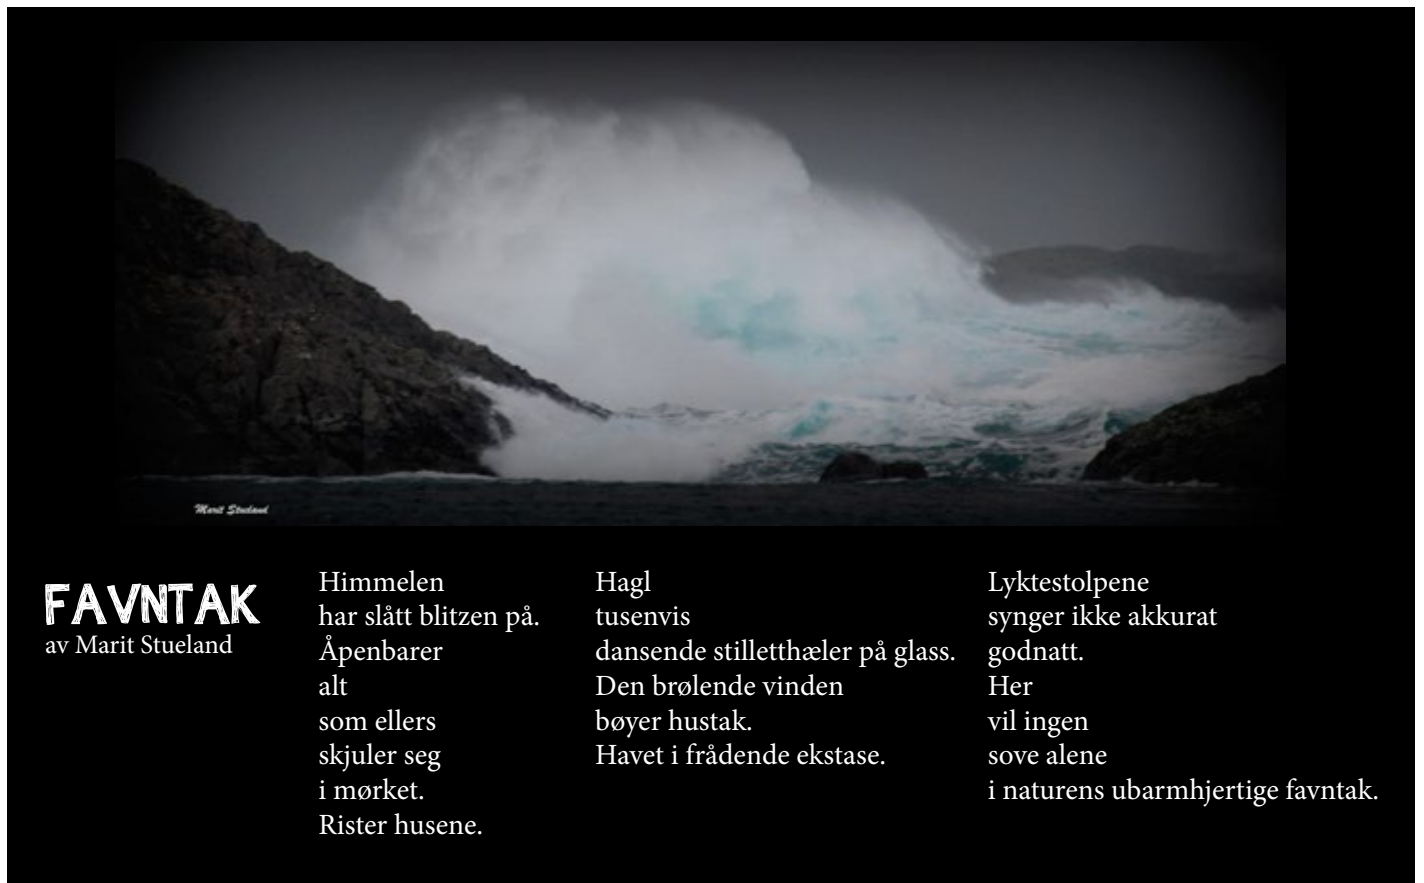 Marit Stueland
FAVNTAK
av Marit Stueland
Himmelen
har slått blitzen på.
Åpenbarer
alt
som ellers
skjuler seg
i mørket.
Rister husene.
Hagl
tusenvis
dansende stilletthæler på glass.
Den brølende vinden
bøyer hustak.
Havet i frådende ekstase.
Lyktestolpene
synger ikke akkurat
godnatt.
Her
vil ingen
sove alene
i naturens ubarmhjertige favntak.